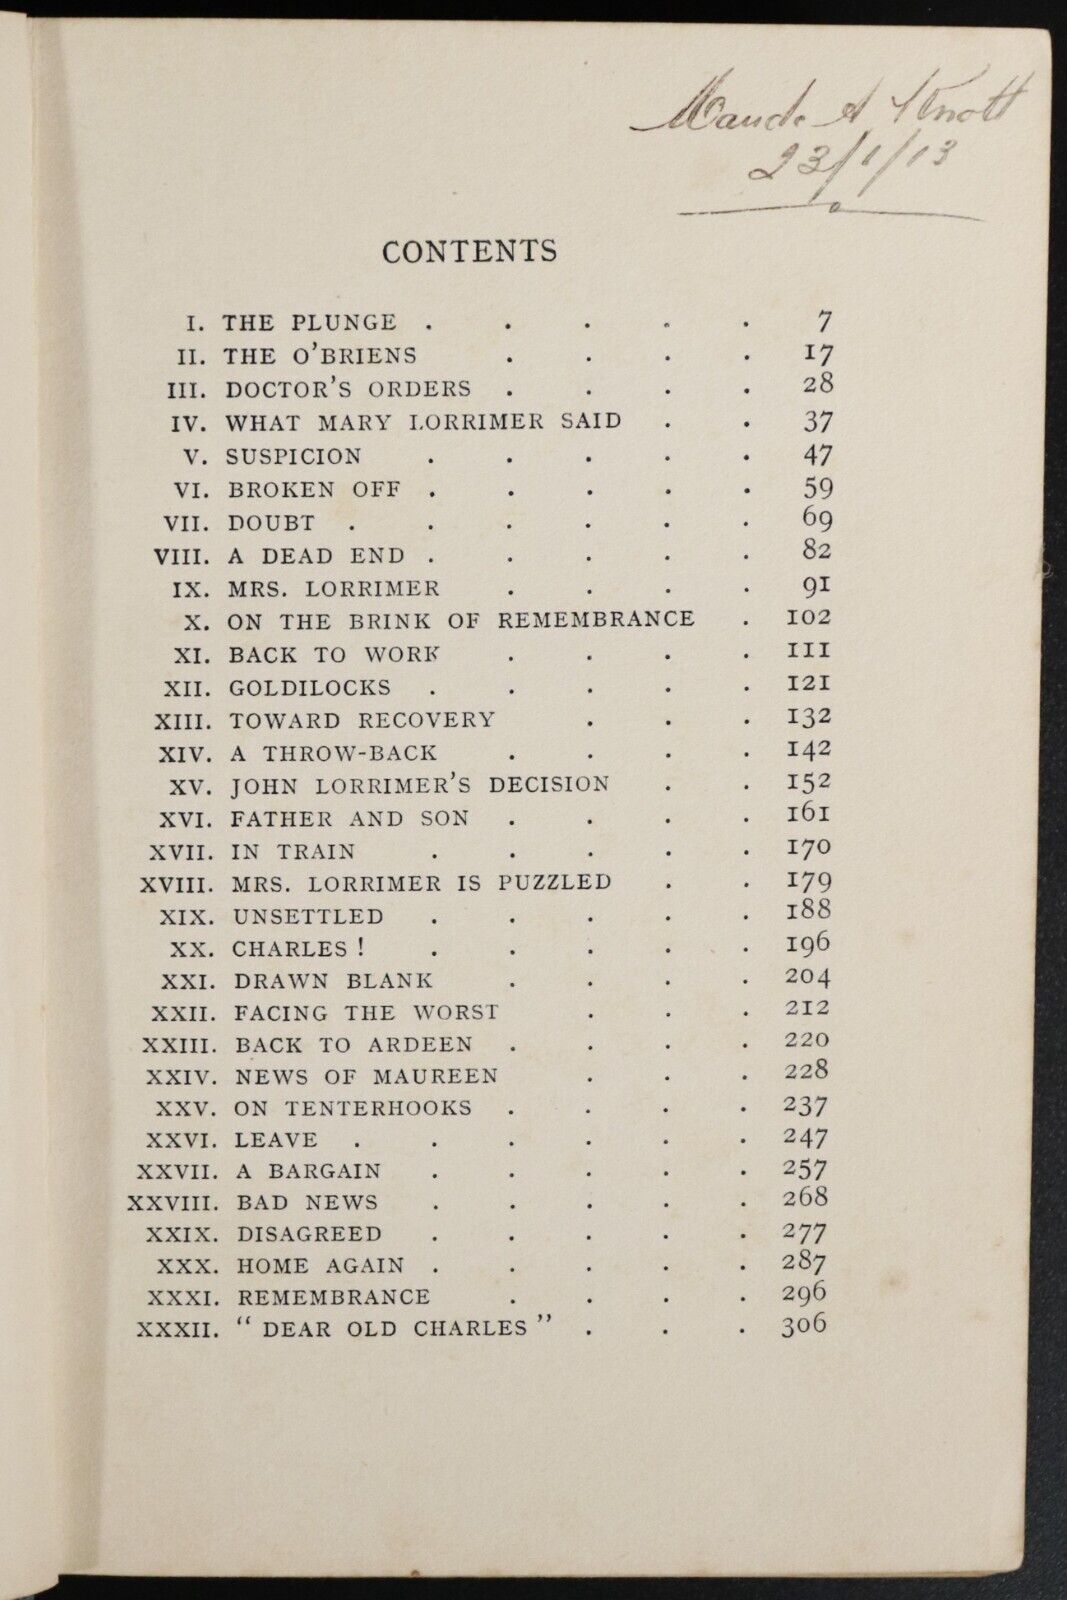 Maude A Knott
23/1/13
CONTENTS
I. THE PLUNGE . . . . . 7
II. THE O'BRIENS . . . . 17
III. DOCTOR'S ORDERS . . . . 28
IV. WHAT MARY LORRIMER SAID . . 37
V. SUSPICION . . . . . 47
VI. BROKEN OFF . . . . . 59
VII. DOUBT . . . . . . 69
VIII. A DEAD END . . . . . 82
IX. MRS. LORRIMER . . . . 91
X. ON THE BRINK OF REMEMBRANCE . 102
XI. BACK TO WORK . . . . 111
XII. GOLDILOCKS . . . . . 121
XIII. TOWARD RECOVERY . . . 132
XIV. A THROW-BACK . . . . 142
XV. JOHN LORRIMER'S DECISION . . 152
XVI. FATHER AND SON . . . . 161
XVII. IN TRAIN . . . . . 170
XVIII. MRS. LORRIMER IS PUZZLED . . 179
XIX. UNSETTLED . . . . . 188
XX. CHARLES ! . . . . . 196
XXI. DRAWN BLANK . . . . 204
XXII. FACING THE WORST . . . 212
XXIII. BACK TO ARDEEN . . . . 220
XXIV. NEWS OF MAUREEN . . . 228
XXV. ON TENTERHOOKS . . . . 237
XXVI. LEAVE . . . . . . 247
XXVII. A BARGAIN . . . . . 257
XXVIII. BAD NEWS . . . . . 268
XXIX. DISAGREED . . . . . 277
XXX. HOME AGAIN . . . . . 287
XXXI. REMEMBRANCE . . . . 296
XXXII. "DEAR OLD CHARLES" . . . 306